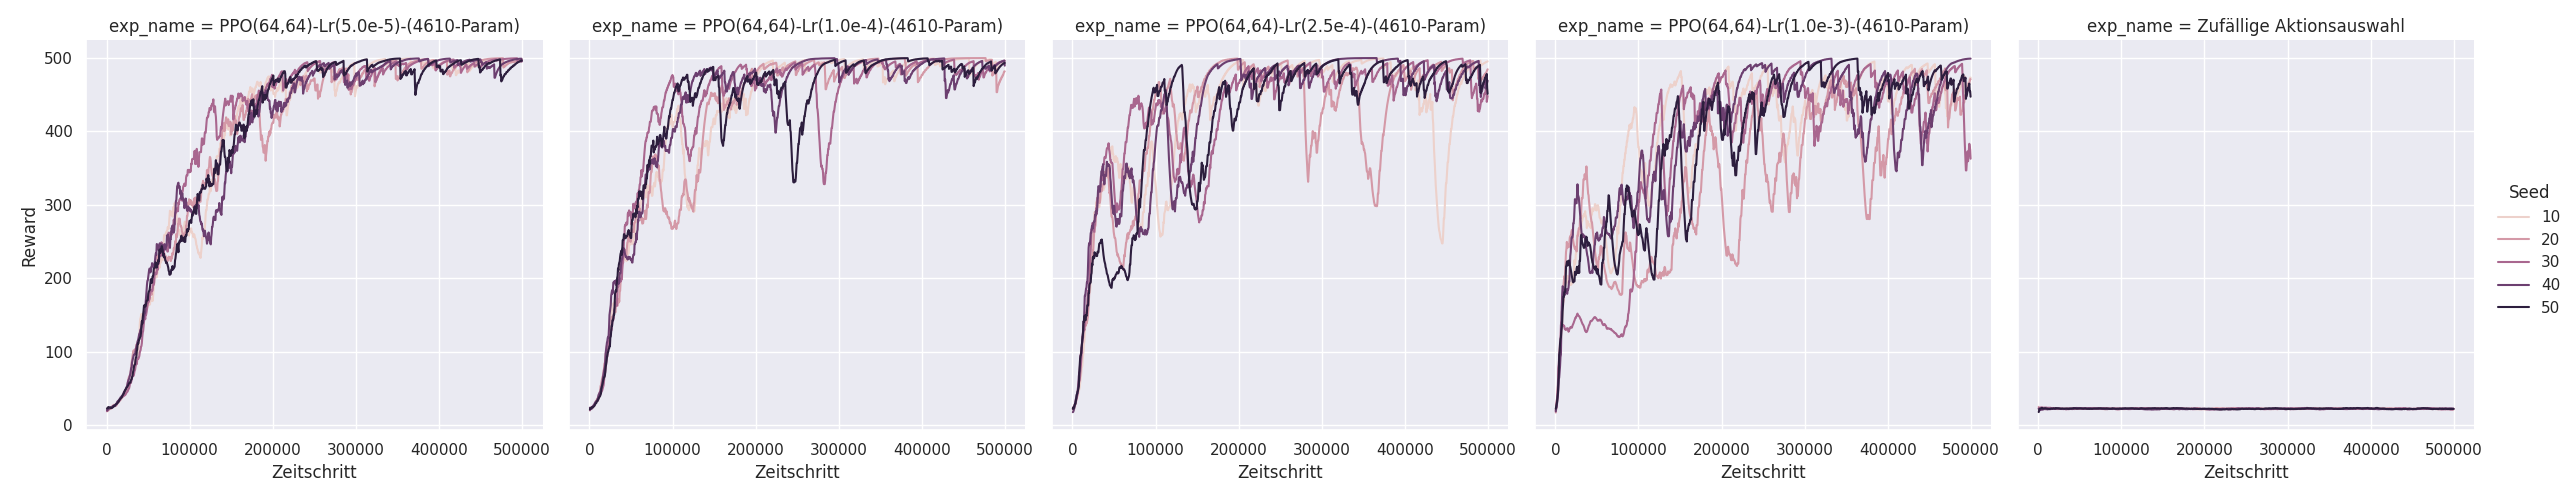 exp_name = PPO(64,64)-Lr(5.0e-5)-(4610-Param)
exp_name = PPO(64,64)-Lr(1.0e-4)-(4610-Param)
exp_name = PPO(64,64)-Lr(2.5e-4)-(4610-Param)
exp_name = PPO(64,64)-Lr(1.0e-3)-(4610-Param)
exp_name = Zufällige Aktionsauswahl
Reward
500
400
300
200
100
0
0 100000 200000 300000 400000 500000
Zeitschritt
0 100000 200000 300000 400000 500000
Zeitschritt
0 100000 200000 300000 400000 500000
Zeitschritt
0 100000 200000 300000 400000 500000
Zeitschritt
0 100000 200000 300000 400000 500000
Zeitschritt
Seed
10
20
30
40
50